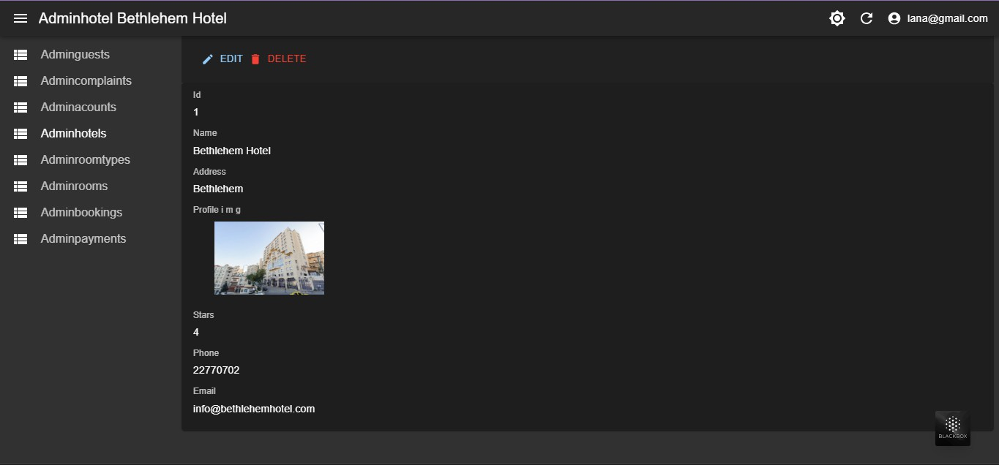 Adminhotel Bethlehem Hotel
lana@gmail.com
Adminguests
Admincomplaints
Adminacounts
Adminhotels
Adminroomtypes
Adminrooms
Adminbookings
Adminpayments
EDIT DELETE
Id
1
Name
Bethlehem Hotel
Address
Bethlehem
Profile i m g
Stars
4
Phone
22770702
Email
info@bethlehemhotel.com
BLACKBOX